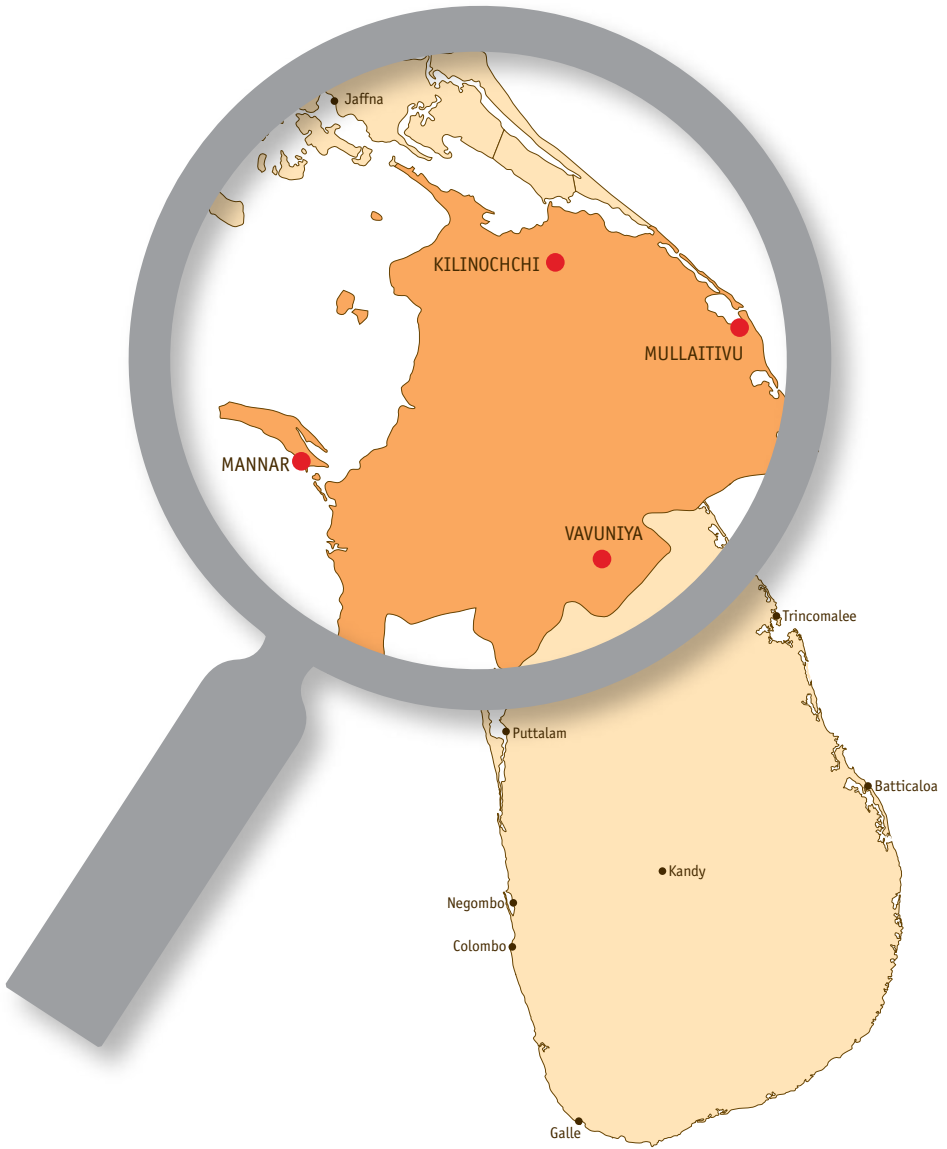 Jaffna
KILINOCHCHI
MULLAITIVU
MANNAR
VAVUNIYA
Trincomalee
Puttalam
Batticaloa
Kandy
Negombo
Colombo
Galle